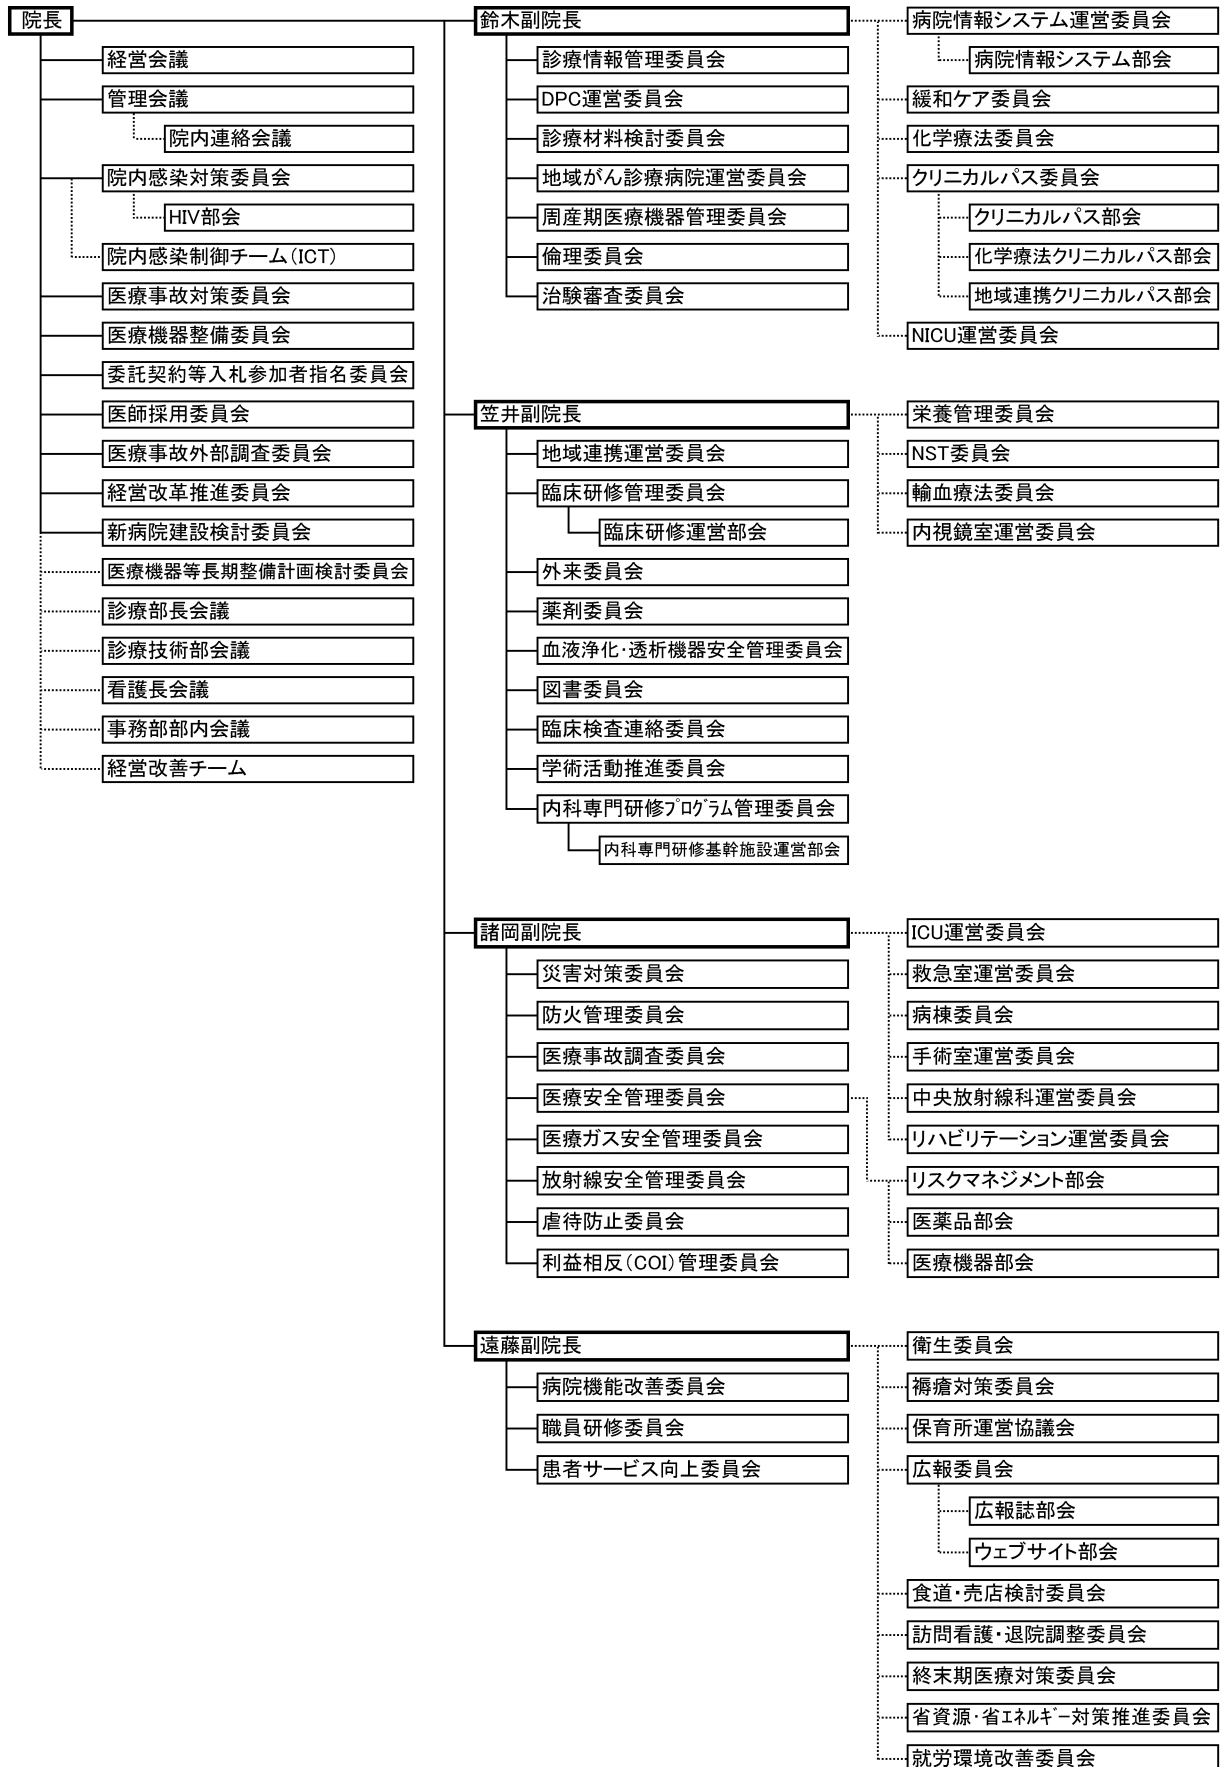 院長
経営会議
管理会議
院内連絡会議
院内感染対策委員会
HIV部会
院内感染制御チーム(ICT)
医療事故対策委員会
医療機器整備委員会
委託契約等入札参加者指名委員会
医師採用委員会
医療事故外部調査委員会
経営改革推進委員会
新病院建設検討委員会
医療機器等長期整備計画検討委員会
診療部長会議
診療技術部会議
看護長会議
事務部部内会議
経営改善チーム
鈴木副院長
診療情報管理委員会
DPC運営委員会
診療材料検討委員会
地域がん診療病院運営委員会
周産期医療機器管理委員会
倫理委員会
治験審査委員会
病院情報システム運営委員会
病院情報システム部会
緩和ケア委員会
化学療法委員会
クリニカルパス委員会
クリニカルパス部会
化学療法クリニカルパス部会
地域連携クリニカルパス部会
NICU運営委員会
笠井副院長
地域連携運営委員会
臨床研修管理委員会
臨床研修運営部会
外来委員会
薬剤委員会
血液浄化・透析機器安全管理委員会
図書委員会
臨床検査連絡委員会
学術活動推進委員会
内科専門研修ﾌﾟﾛｸﾞﾗﾑ管理委員会
内科専門研修基幹施設運営部会
栄養管理委員会
NST委員会
輸血療法委員会
内視鏡室運営委員会
諸岡副院長
災害対策委員会
防火管理委員会
医療事故調査委員会
医療安全管理委員会
医療ガス安全管理委員会
放射線安全管理委員会
虐待防止委員会
利益相反(COI)管理委員会
ICU運営委員会
救急室運営委員会
病棟委員会
手術室運営委員会
中央放射線科運営委員会
リハビリテーション運営委員会
リスクマネジメント部会
医薬品部会
医療機器部会
遠藤副院長
病院機能改善委員会
職員研修委員会
患者サービス向上委員会
衛生委員会
褥瘡対策委員会
保育所運営協議会
広報委員会
広報誌部会
ウェブサイト部会
食道・売店検討委員会
訪問看護・退院調整委員会
終末期医療対策委員会
省資源・省ｴﾈﾙｷﾞｰ対策推進委員会
就労環境改善委員会